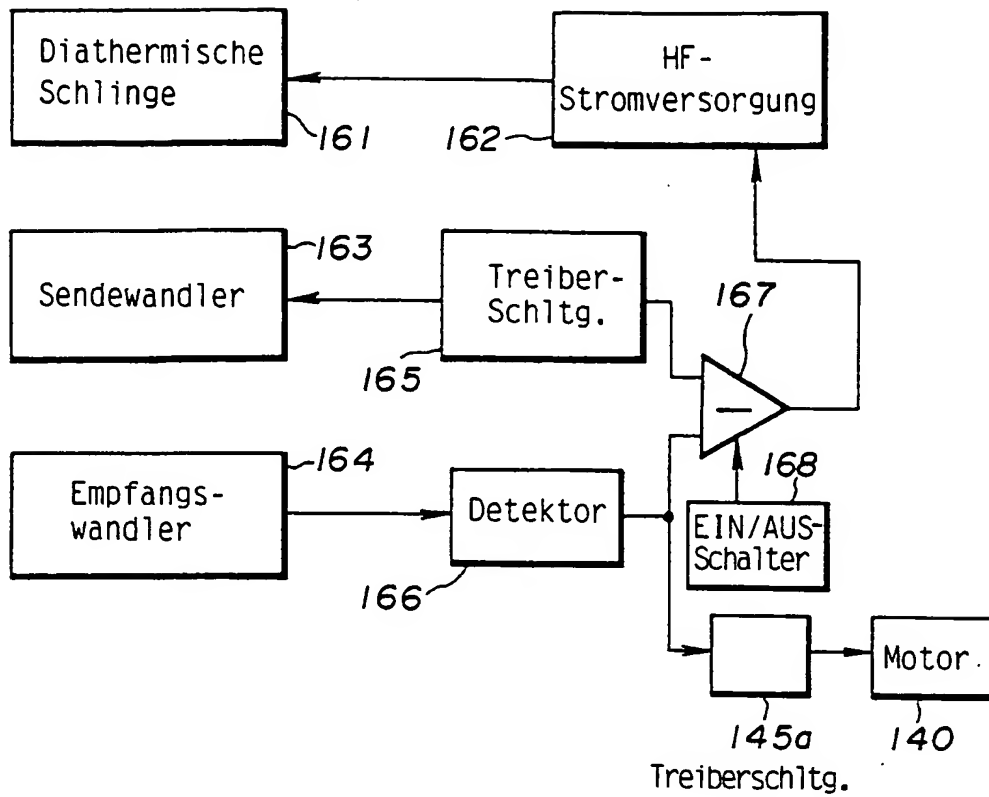 Diathermische
Schlinge
161
HF-
Stromversorgung
162
Sendewandler
163
Treiber-
Schltg.
165
167
Empfangs-
wandler
164
Detektor
166
168
EIN/AUS-
Schalter
145a
Treiberschltg.
Motor
140